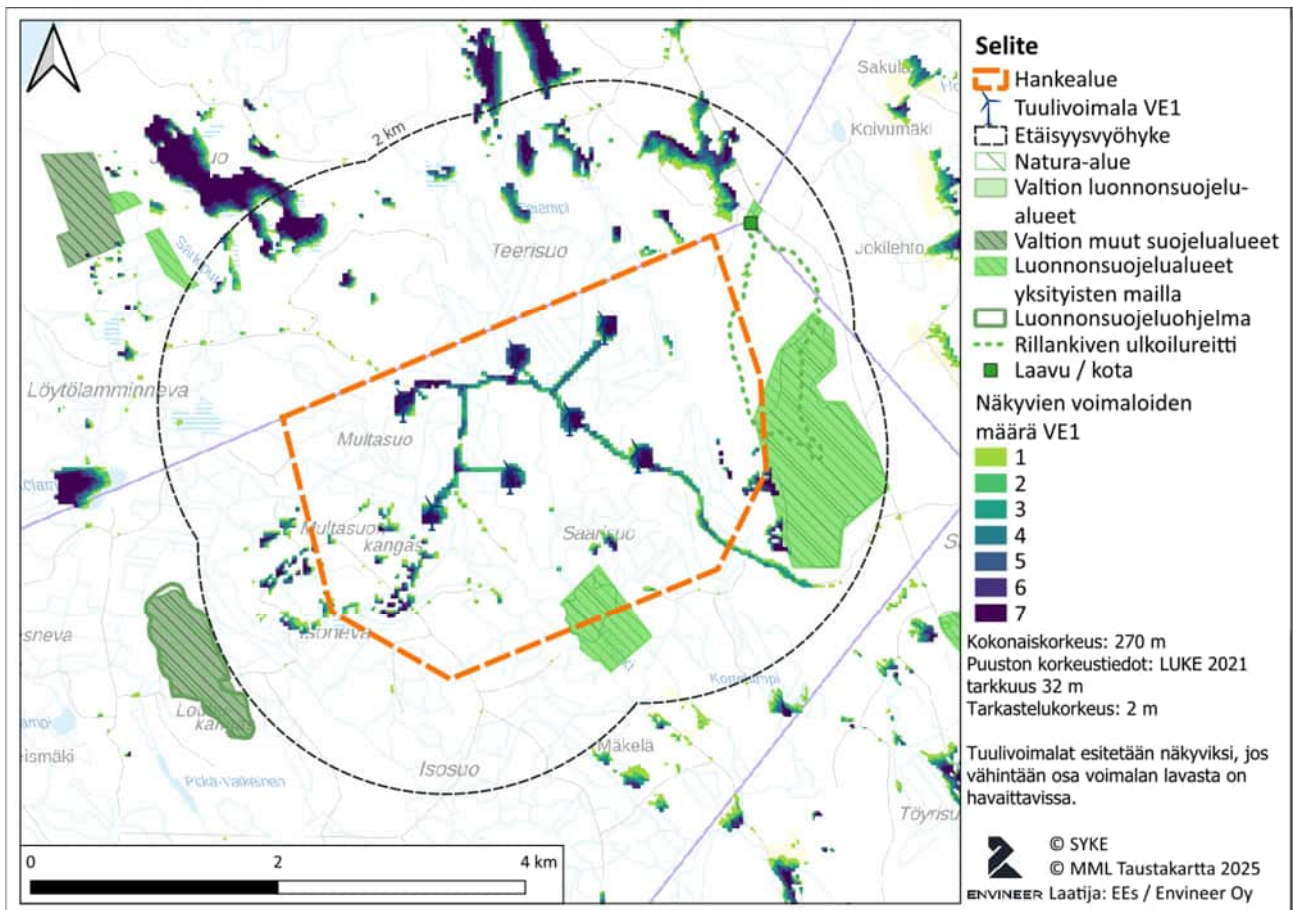 Selite
Hankealue
Tuulivoimala VE1
Etäisyysvyöhyke
Natura-alue
Valtion luonnonsuojelu-
alueet
Valtion muut suojelualueet
Luonnonsuojelualueet
yksityisten mailla
Luonnonsuojeluohjelma
Rillankiven ulkoilureitti
Laavu / kota
Näkyvien voimaloiden
määrä VE1
1
2
3
4
5
6
7
Kokonaiskorkeus: 270 m
Puuston korkeustiedot: LUKE 2021
tarkkuus 32 m
Tarkastelukorkeus: 2 m
Tuulivoimalat esitetään näkyviksi, jos
vähintään osa voimalan lavasta on
havaittavissa.
© SYKE
© MML Taustakartta 2025
ENVINEER Laatija: EEs / Envineer Oy
2 km
Sakula
Koivumäki
Jokilehto
Teerisuo
Löytölamminneva
Multasuo
Multasuon
kangas
Saarisuo
Isoneva
Mäkelä
Isosuo
0 2 4 km